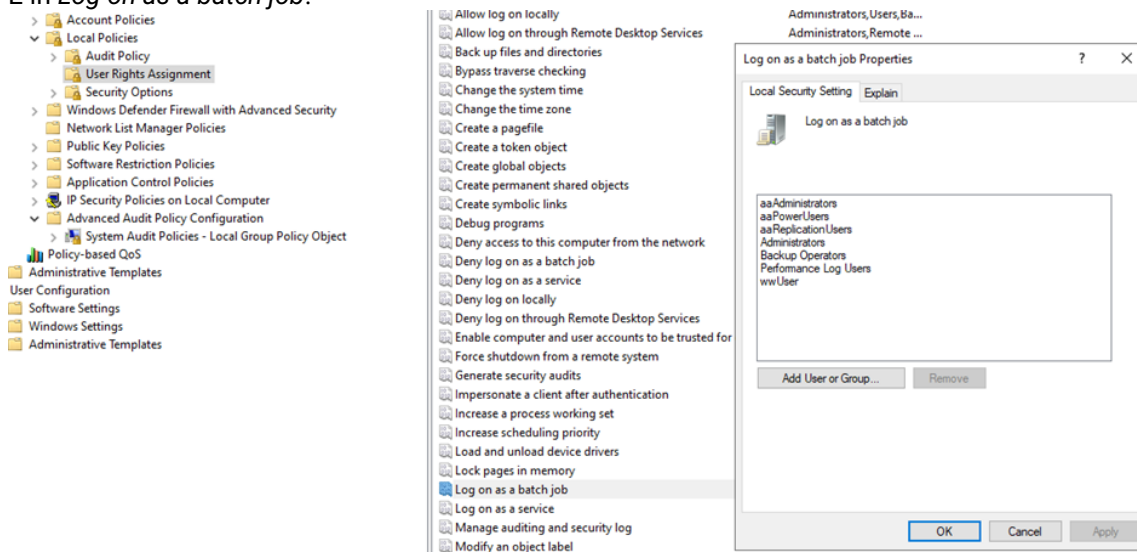 E in Log on as a batch job:
Account Policies
Local Policies
Audit Policy
User Rights Assignment
Security Options
Windows Defender Firewall with Advanced Security
Network List Manager Policies
Public Key Policies
Software Restriction Policies
Application Control Policies
IP Security Policies on Local Computer
Advanced Audit Policy Configuration
System Audit Policies - Local Group Policy Object
Policy-based QoS
Administrative Templates
User Configuration
Software Settings
Windows Settings
Administrative Templates
Allow log on locally Administrators,Users,Ba...
Allow log on through Remote Desktop Services Administrators,Remote ...
Back up files and directories
Bypass traverse checking
Change the system time
Change the time zone
Create a pagefile
Create a token object
Create global objects
Create permanent shared objects
Create symbolic links
Debug programs
Deny access to this computer from the network
Deny log on as a batch job
Deny log on as a service
Deny log on locally
Deny log on through Remote Desktop Services
Enable computer and user accounts to be trusted for
Force shutdown from a remote system
Generate security audits
Impersonate a client after authentication
Increase a process working set
Increase scheduling priority
Load and unload device drivers
Lock pages in memory
Log on as a batch job
Log on as a service
Manage auditing and security log
Modify an object label
Log on as a batch job Properties ? ×
Local Security Setting Explain
Log on as a batch job
aaAdministrators
aaPowerUsers
aaReplicationUsers
Administrators
Backup Operators
Performance Log Users
wwUser
Add User or Group... Remove
OK Cancel Apply